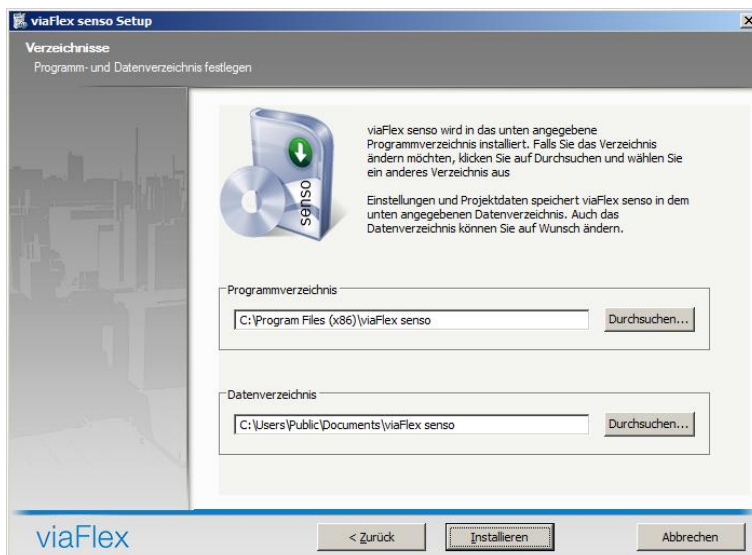 viaFlex senso Setup
Verzeichnisse
Programm- und Datenverzeichnis festlegen
senso
viaFlex senso wird in das unten angegebene
Programmverzeichnis installiert. Falls Sie das Verzeichnis
ändern möchten, klicken Sie auf Durchsuchen und wählen Sie
ein anderes Verzeichnis aus
Einstellungen und Projektdaten speichert viaFlex senso in dem
unten angegebenen Datenverzeichnis. Auch das
Datenverzeichnis können Sie auf Wunsch ändern.
Programmverzeichnis
C:\Program Files (x86)\viaFlex senso
Durchsuchen...
Datenverzeichnis
C:\Users\Public\Documents\viaFlex senso
Durchsuchen...
viaFlex
< Zurück
Installieren
Abbrechen